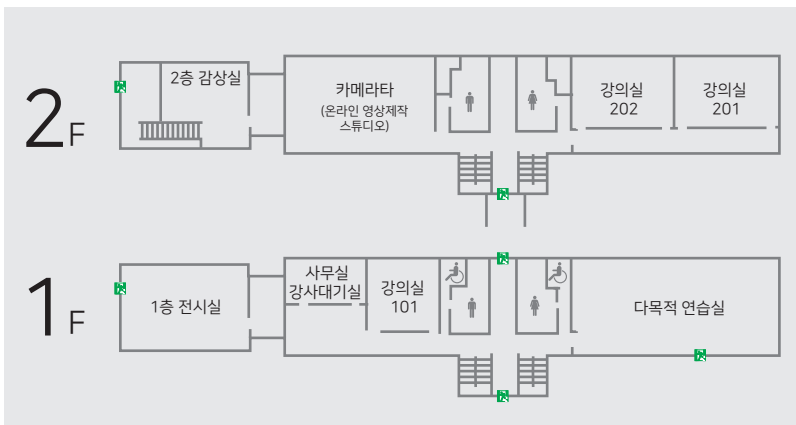 2F
2층 감상실
카메라타
(온라인 영상제작
스튜디오)
강의실
202
강의실
201
1F
1층 전시실
사무실
강사대기실
강의실
101
다목적 연습실